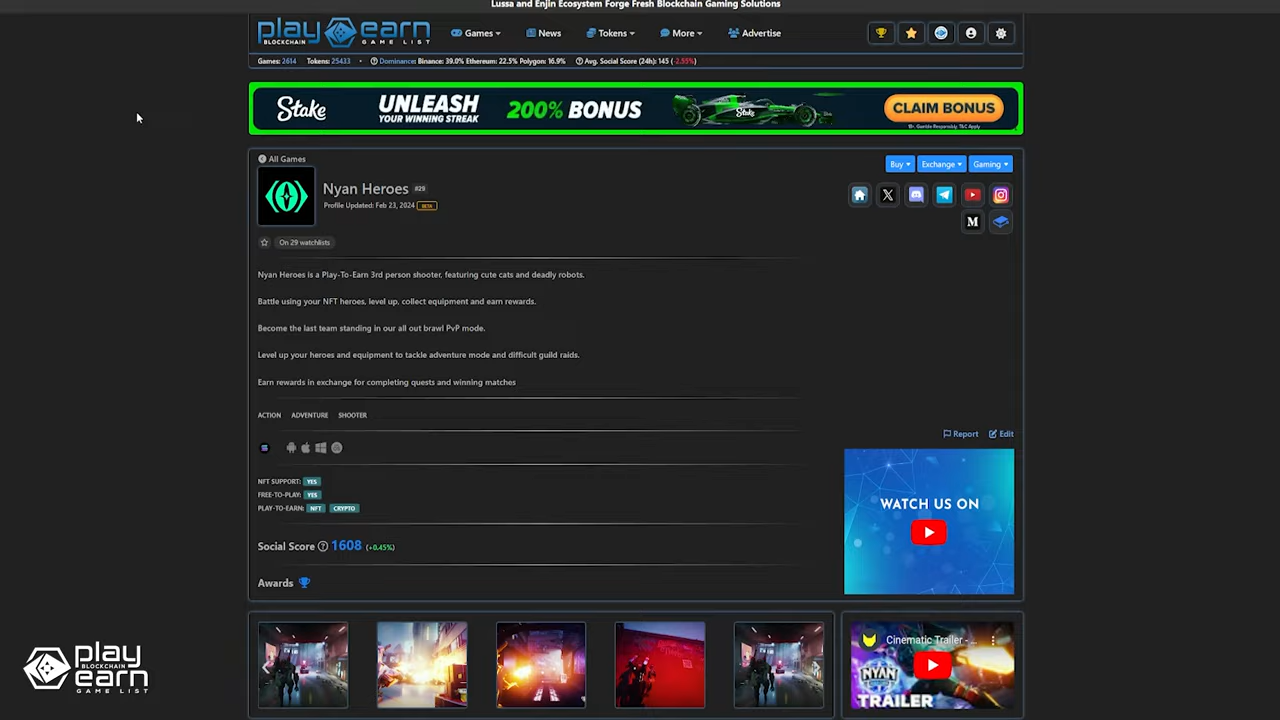 Lussa and Enjin Ecosystem Forge Fresh Blockchain Gaming Solutions
play earn
BLOCKCHAIN GAME LIST
Games News Tokens More Advertise
Games: 2614 Tokens: 25433 • Dominance: Binance: 39.0% Ethereum: 22.5% Polygon: 16.9% Avg. Social Score (24h): 145 (-2.55%)
Stake
UNLEASH
YOUR WINNING STREAK
200% BONUS
Stake
CLAIM BONUS
18+, Gamble Responsibly, T&C Apply
All Games
Buy Exchange Gaming
Nyan Heroes #29
Profile Updated: Feb 23, 2024 BETA
On 29 watchlists
Nyan Heroes is a Play-To-Earn 3rd person shooter, featuring cute cats and deadly robots.
Battle using your NFT heroes, level up, collect equipment and earn rewards.
Become the last team standing in our all out brawl PvP mode.
Level up your heroes and equipment to tackle adventure mode and difficult guild raids.
Earn rewards in exchange for completing quests and winning matches
ACTION ADVENTURE SHOOTER
Report Edit
NFT SUPPORT: YES
FREE-TO-PLAY: YES
PLAY-TO-EARN: NFT CRYPTO
WATCH US ON
Social Score 1608 (+0.45%)
Awards
Cinematic Trailer -...
NYAN
TRAILER
play
BLOCKCHAIN
earn
GAME LIST